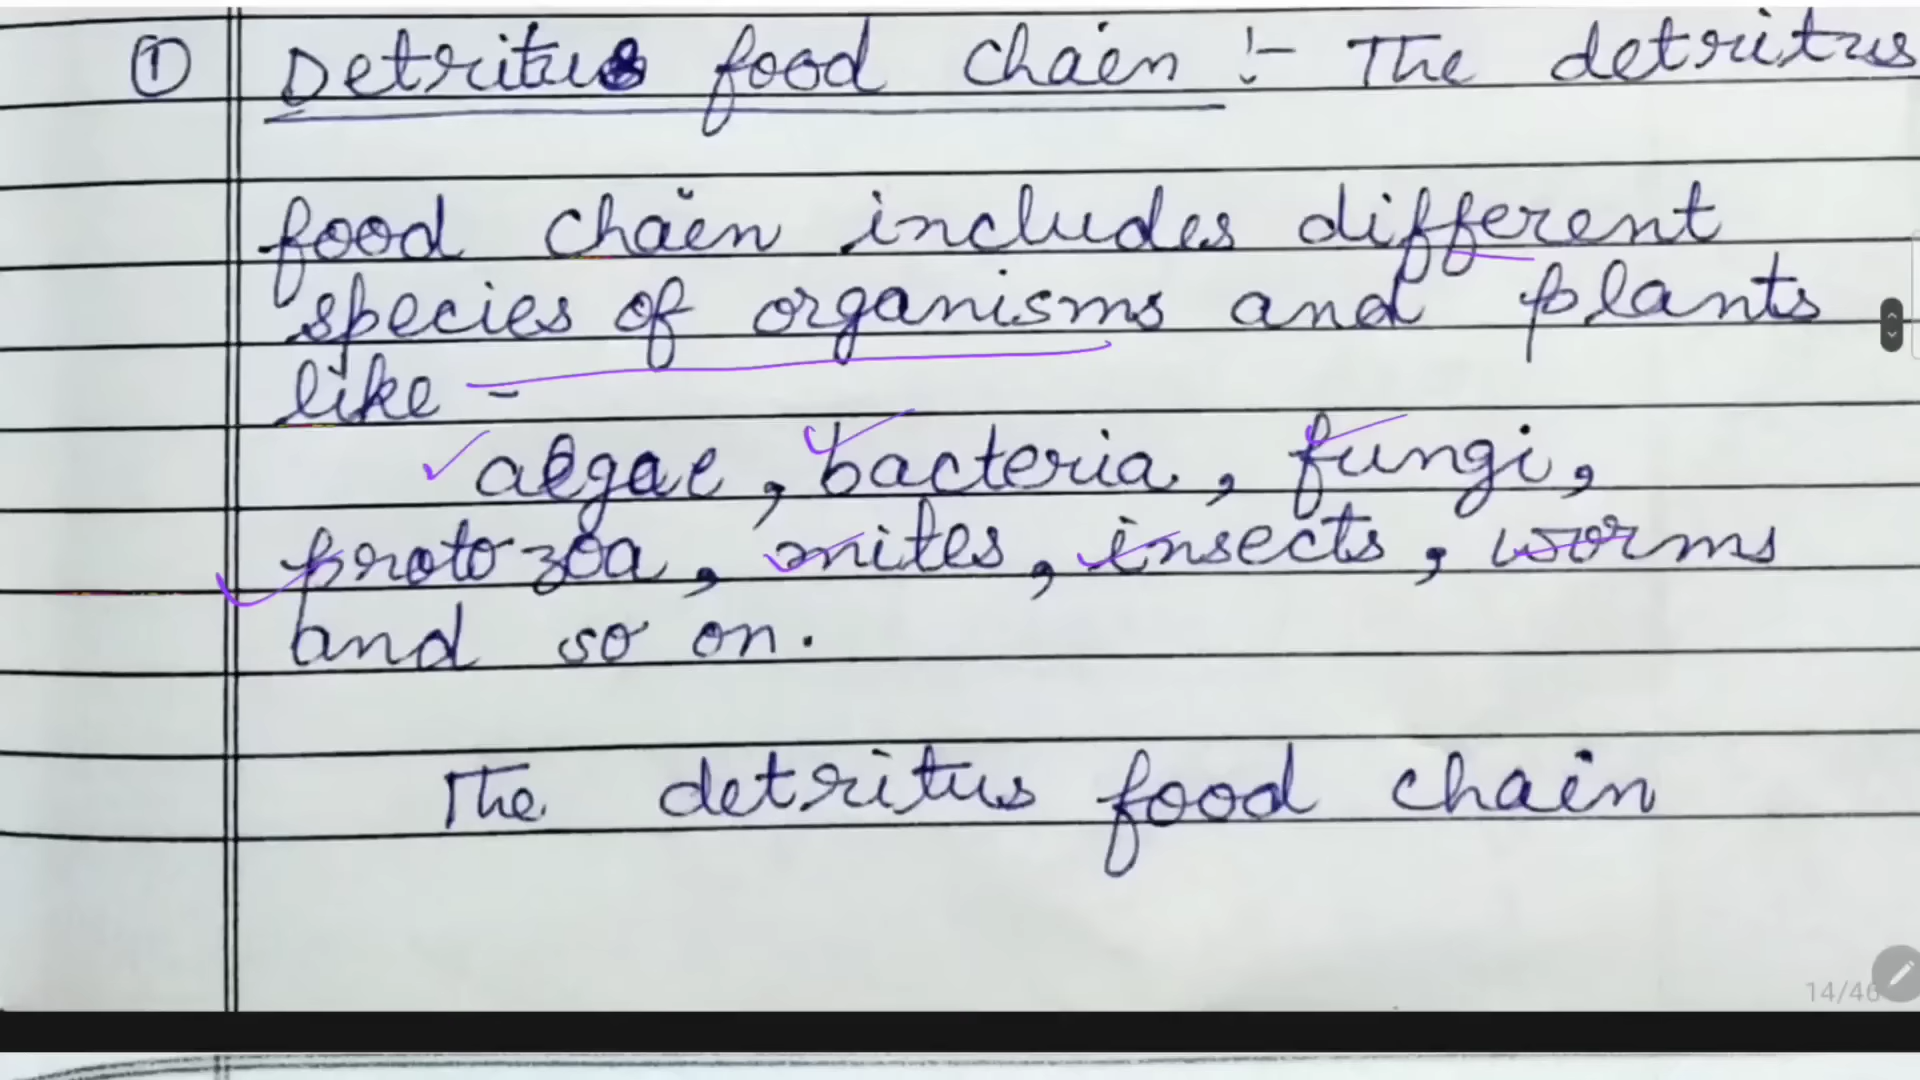 ① Detritus food chain :- The detritus
food chain includes different
species of organisms and plants
like -
algae, bacteria, fungi,
protozoa, mites, insects, worms
and so on.
The detritus food chain
14/46